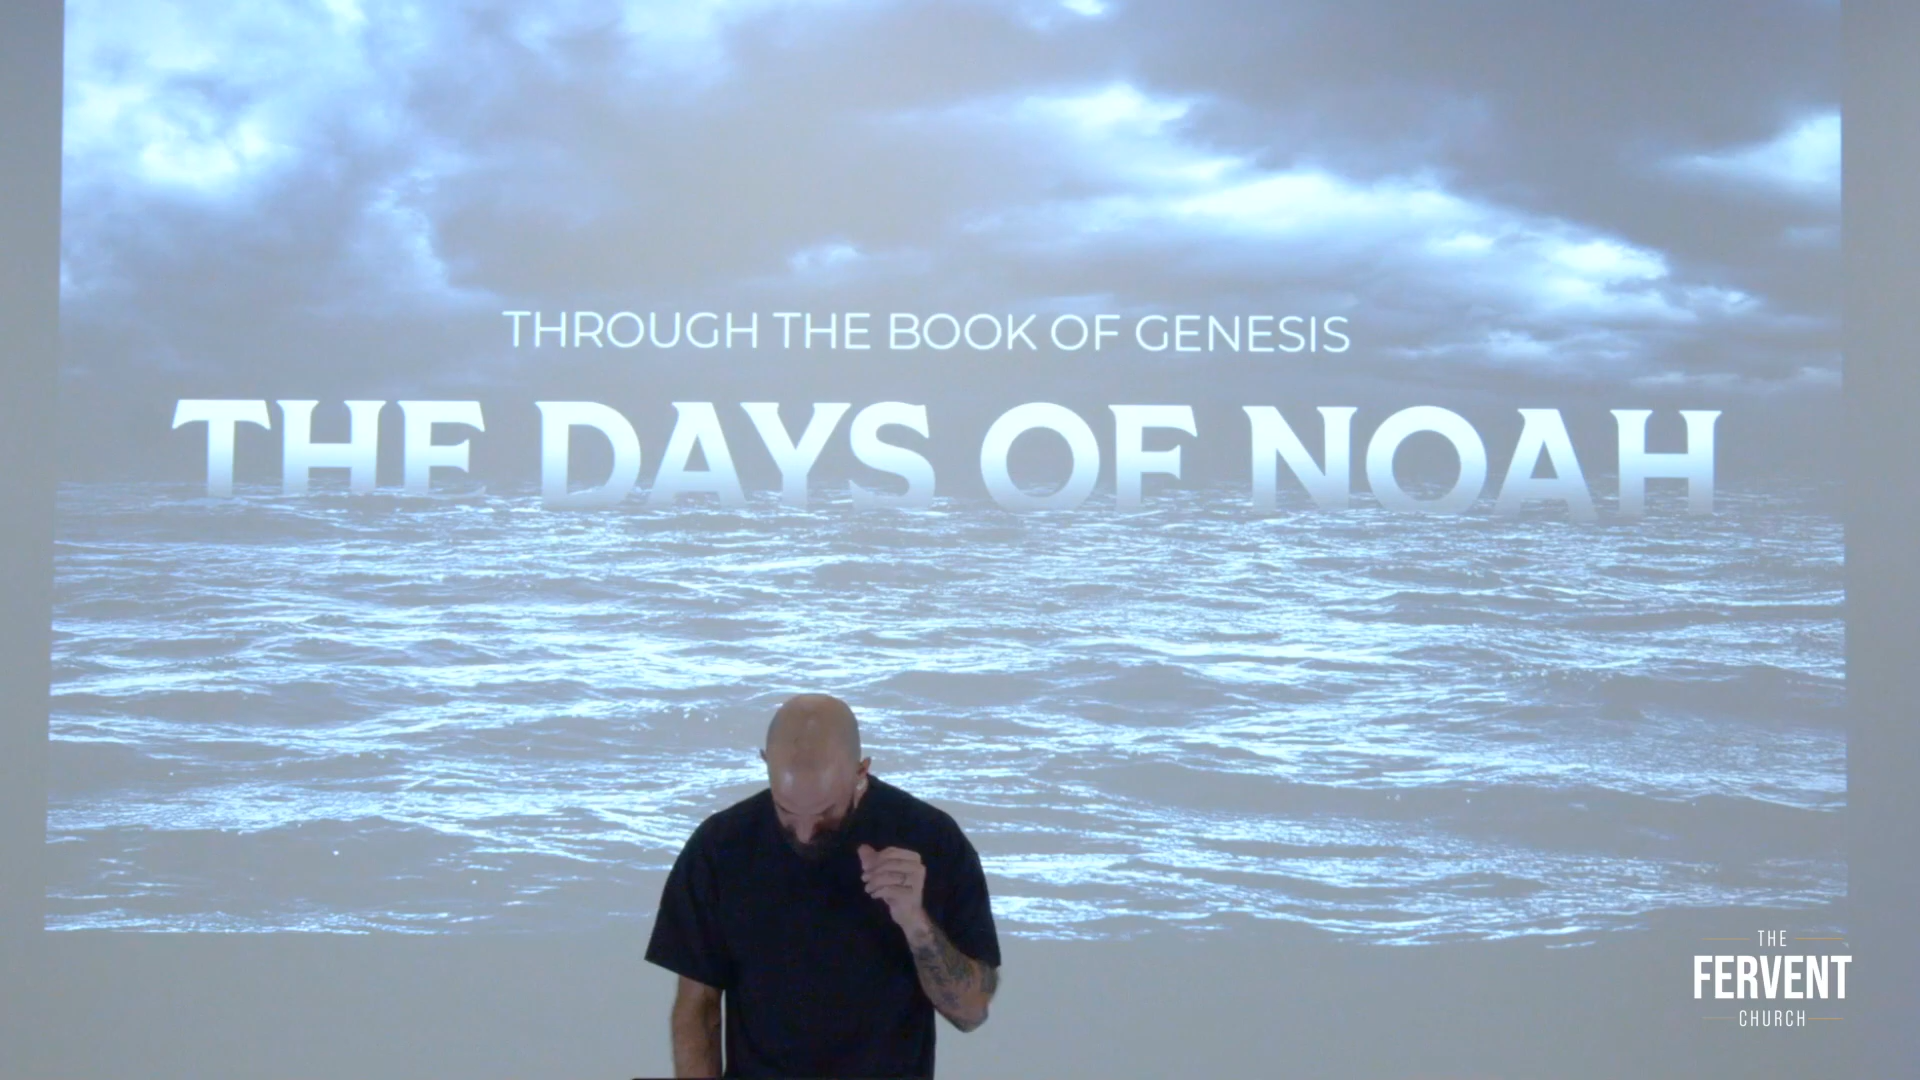 THROUGH THE BOOK OF GENESIS
THE DAYS OF NOAH
THE
FERVENT
CHURCH